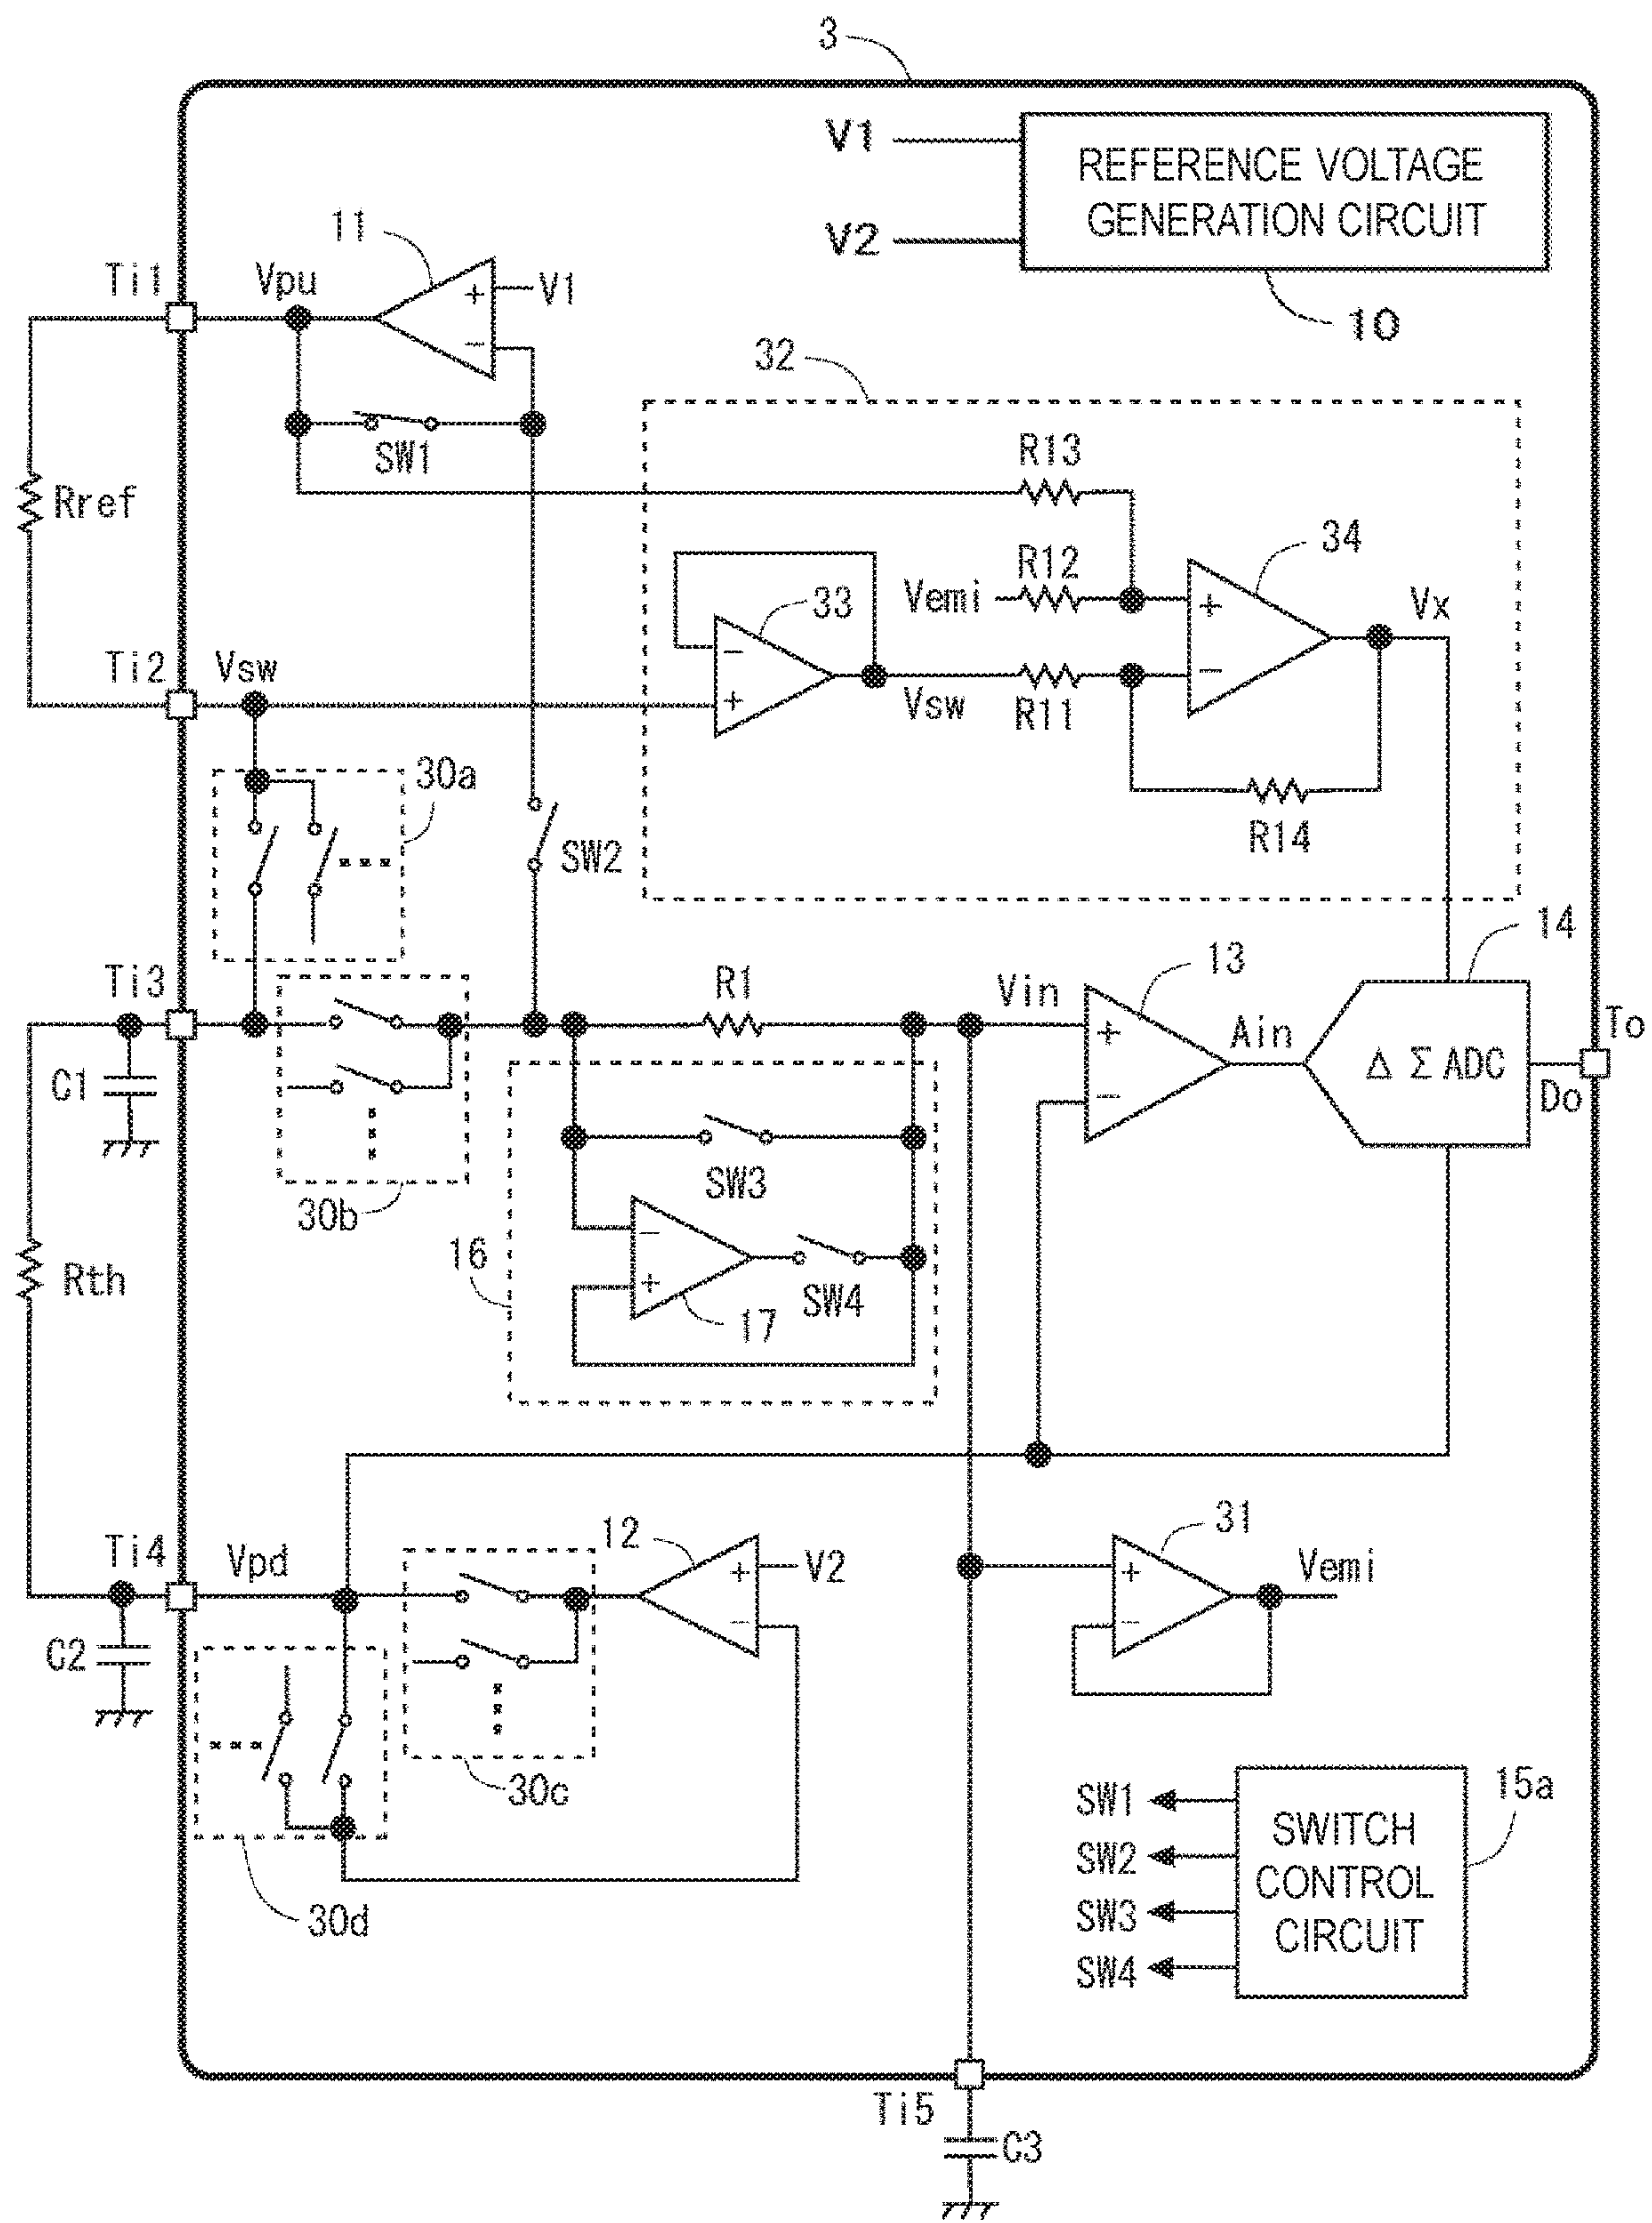 3
V1
REFERENCE VOLTAGE
GENERATION CIRCUIT
V2
10
11
Ti1
Vpu
+
V1
−
32
SW1
R13
Rref
34
R12
Vemi
33
+
Vx
−
Ti2
Vsw
+
Vsw
R11
−
30a
SW2
R14
14
Ti3
R1
Vin
13
To
+
Ain
Δ Σ ADC
C1
−
Do
SW3
30b
16
−
Rth
+
SW4
17
12
31
Ti4
Vpd
+
V2
+
Vemi
−
−
C2
30c
SW1
15a
SWITCH
SW2
CONTROL
SW3
CIRCUIT
30d
SW4
Ti5
C3